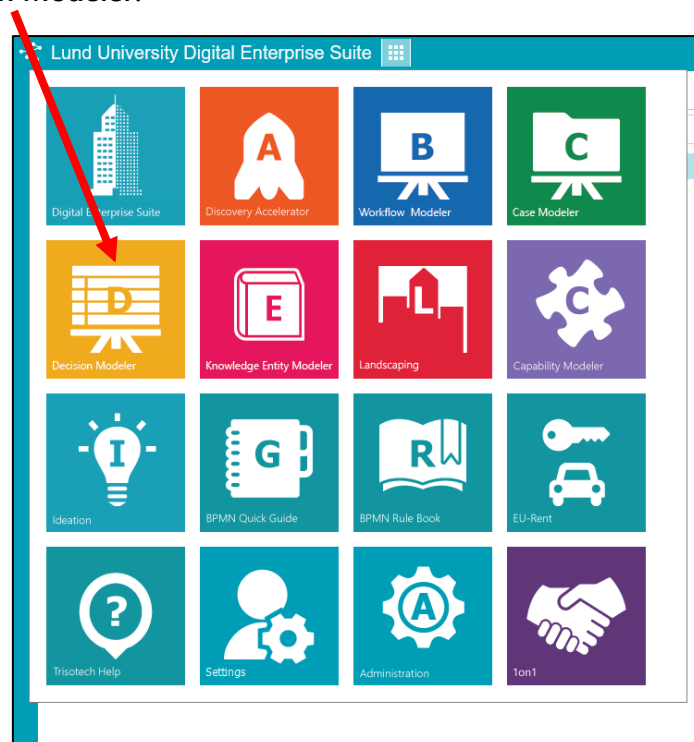 Modeler.
Lund University Digital Enterprise Suite
Digital Enterprise Suite
A
Discovery Accelerator
B
Workflow Modeler
C
Case Modeler
D
Decision Modeler
E
Knowledge Entity Modeler
L
Landscaping
C
Capability Modeler
I
Ideation
G
BPMN Quick Guide
R
BPMN Rule Book
EU-Rent
?
Trisotech Help
Settings
A
Administration
1on1